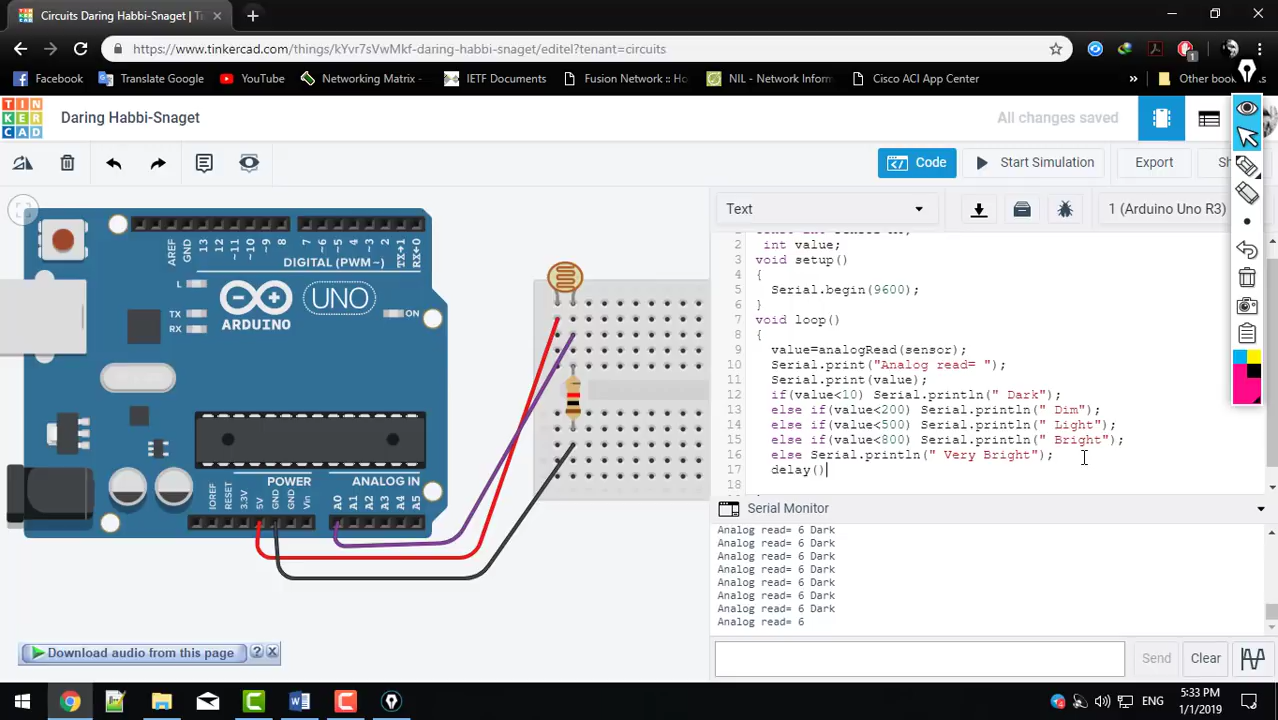 Circuits Daring Habbi-Snaget | Ti
https://www.tinkercad.com/things/kYvr7sVwMkf-daring-habbi-snaget/editel?tenant=circuits
Facebook
Translate Google
YouTube
Networking Matrix -
IETF Documents
Fusion Network :: Ho
NIL - Network Inform
Cisco ACI App Center
»
Other book
TIN
KER
CAD
Daring Habbi-Snaget
All changes saved
Code
Start Simulation
Export
Text
1 (Arduino Uno R3)
AREF
GND
13
12
~11
~10
~9
8
7
~6
~5
4
~3
2
TX→1
RX←0
DIGITAL (PWM~)
L
TX
RX
ARDUINO
UNO
ON
IOREF
RESET
3.3V
5V
GND
GND
Vin
POWER
ANALOG IN
A0
A1
A2
A3
A4
A5
2 int value;
3 void setup()
4 {
5 Serial.begin(9600);
6 }
7 void loop()
8 {
9 value=analogRead(sensor);
10 Serial.print("Analog read= ");
11 Serial.print(value);
12 if(value<10) Serial.println(" Dark");
13 else if(value<200) Serial.println(" Dim");
14 else if(value<500) Serial.println(" Light");
15 else if(value<800) Serial.println(" Bright");
16 else Serial.println(" Very Bright");
17 delay()
18
Serial Monitor
Analog read= 6 Dark
Analog read= 6 Dark
Analog read= 6 Dark
Analog read= 6 Dark
Analog read= 6 Dark
Analog read= 6 Dark
Analog read= 6 Dark
Analog read= 6
Send
Clear
Download audio from this page
?
ENG
5:33 PM
1/1/2019